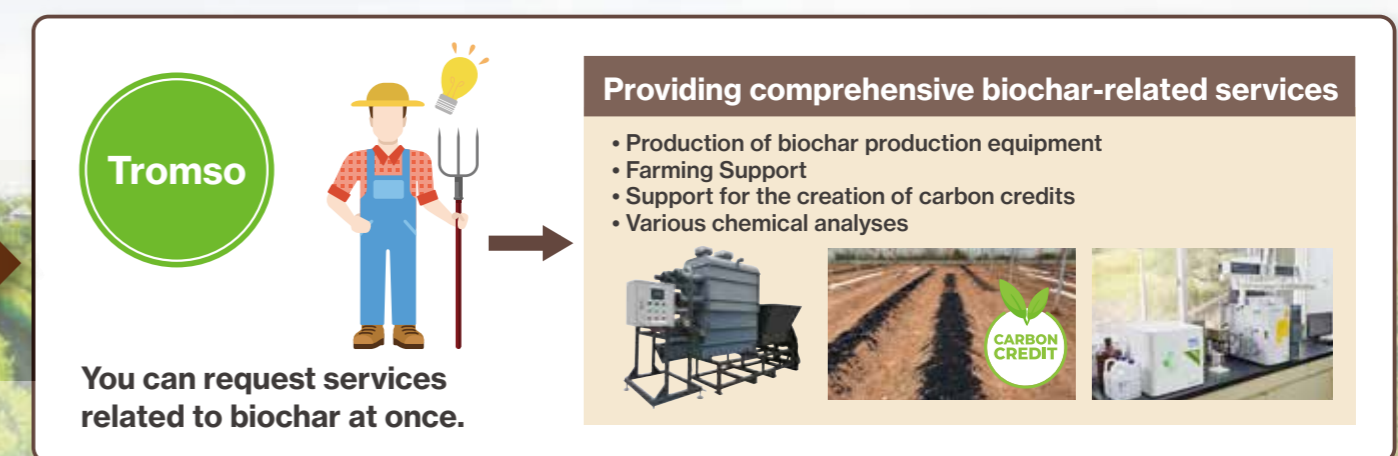 Tromso
You can request services
related to biochar at once.
Providing comprehensive biochar-related services
• Production of biochar production equipment
• Farming Support
• Support for the creation of carbon credits
• Various chemical analyses
CARBON
CREDIT